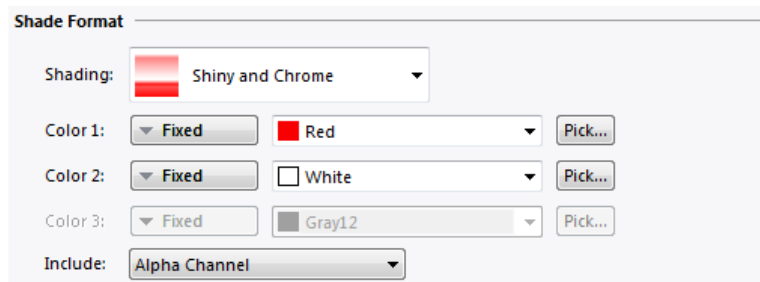 Shade Format
Shading: Shiny and Chrome
Color 1: Fixed Red Pick...
Color 2: Fixed White Pick...
Color 3: Fixed Gray12 Pick...
Include: Alpha Channel